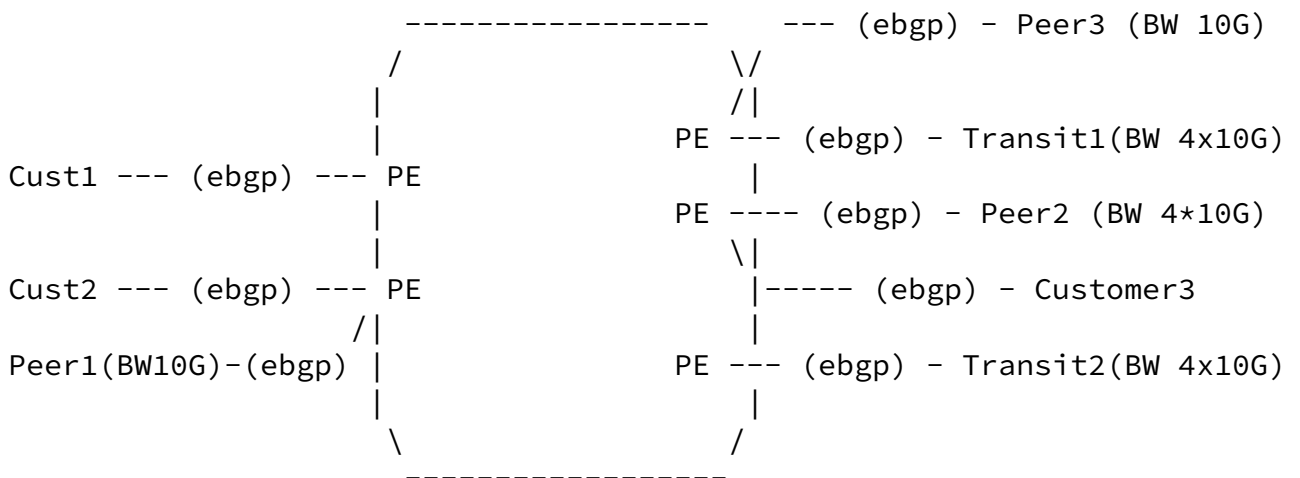 --- (ebgp) - Peer3 (BW 10G)
PE --- (ebgp) - Transit1(BW 4x10G)
Cust1 --- (ebgp) --- PE
PE ---- (ebgp) - Peer2 (BW 4*10G)
Cust2 --- (ebgp) --- PE |----- (ebgp) - Customer3
Peer1(BW10G)-(ebgp) PE --- (ebgp) - Transit2(BW 4x10G)